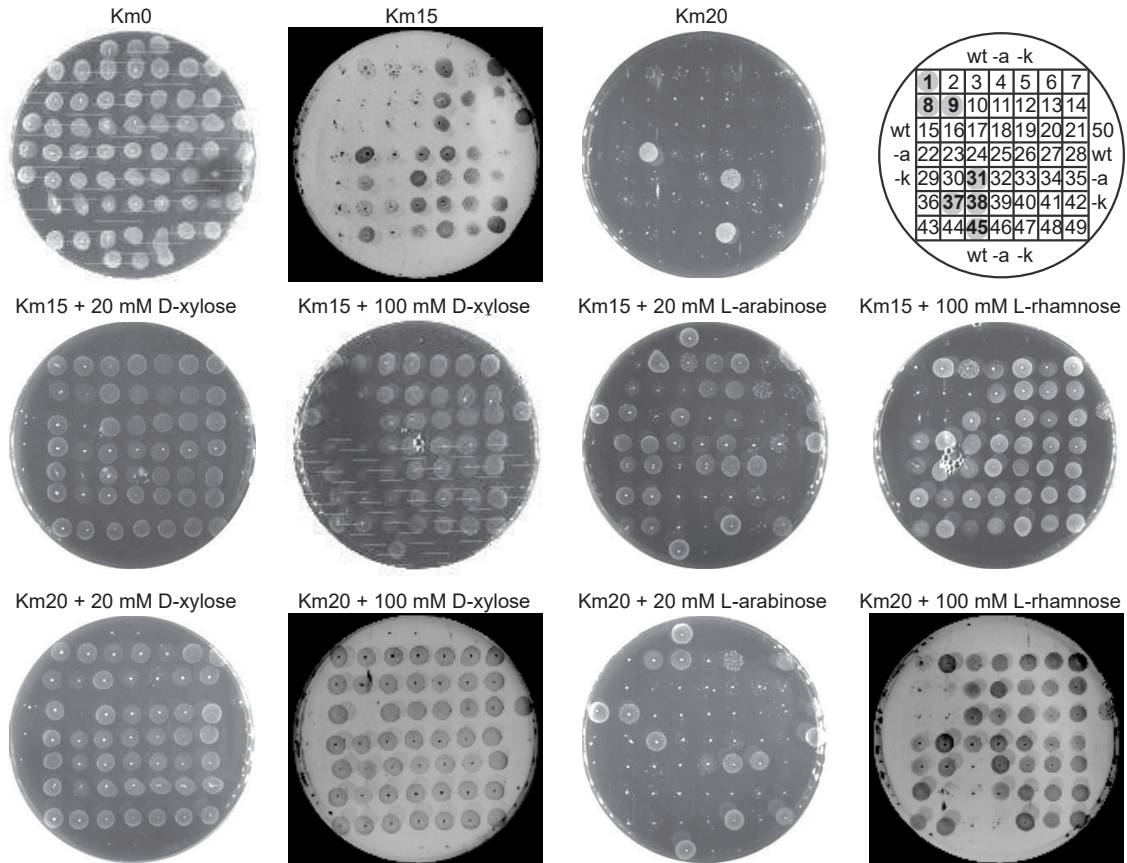 Km0 Km15 Km20
wt -a -k
1 2 3 4 5 6 7
8 9 10 11 12 13 14
wt 15 16 17 18 19 20 21 50
-a 22 23 24 25 26 27 28 wt
-k 29 30 31 32 33 34 35 -a
36 37 38 39 40 41 42 -k
43 44 45 46 47 48 49
wt -a -k
Km15 + 20 mM D-xylose Km15 + 100 mM D-xylose Km15 + 20 mM L-arabinose Km15 + 100 mM L-rhamnose
Km20 + 20 mM D-xylose Km20 + 100 mM D-xylose Km20 + 20 mM L-arabinose Km20 + 100 mM L-rhamnose